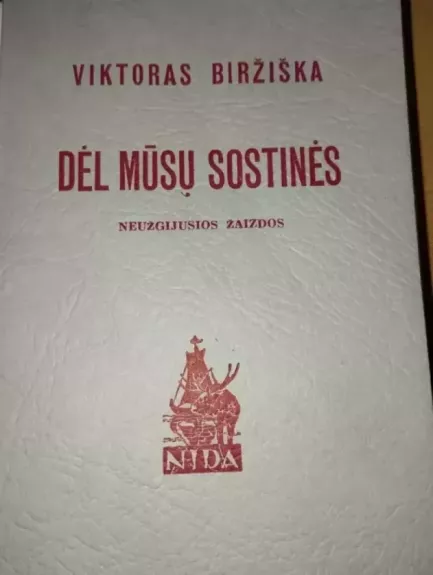 VIKTORAS BIRŽIŠKA
DĖL MŪSŲ SOSTINĖS
NEUŽGIJUSIOS ŽAIZDOS
NIDA